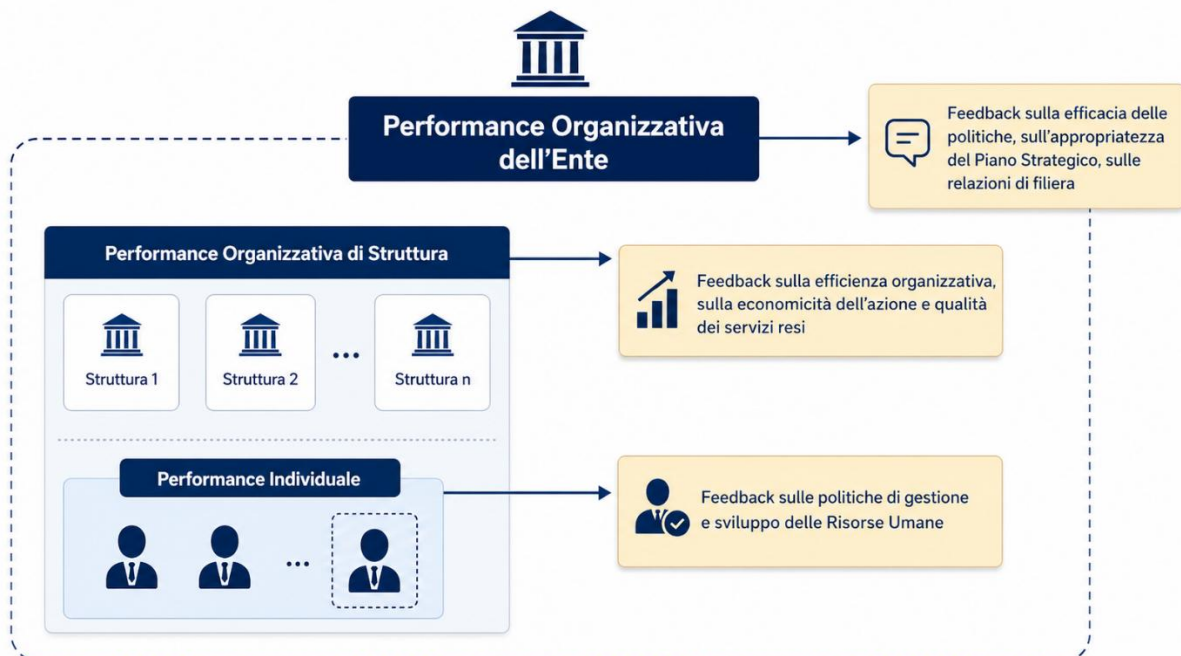 Performance Organizzativa
dell'Ente
Feedback sulla efficacia delle
politiche, sull'appropriatezza
del Piano Strategico, sulle
relazioni di filiera
Performance Organizzativa di Struttura
Struttura 1
Struttura 2
...
Struttura n
Feedback sulla efficienza organizzativa,
sulla economicità dell'azione e qualità
dei servizi resi
Performance Individuale
...
Feedback sulle politiche di gestione
e sviluppo delle Risorse Umane